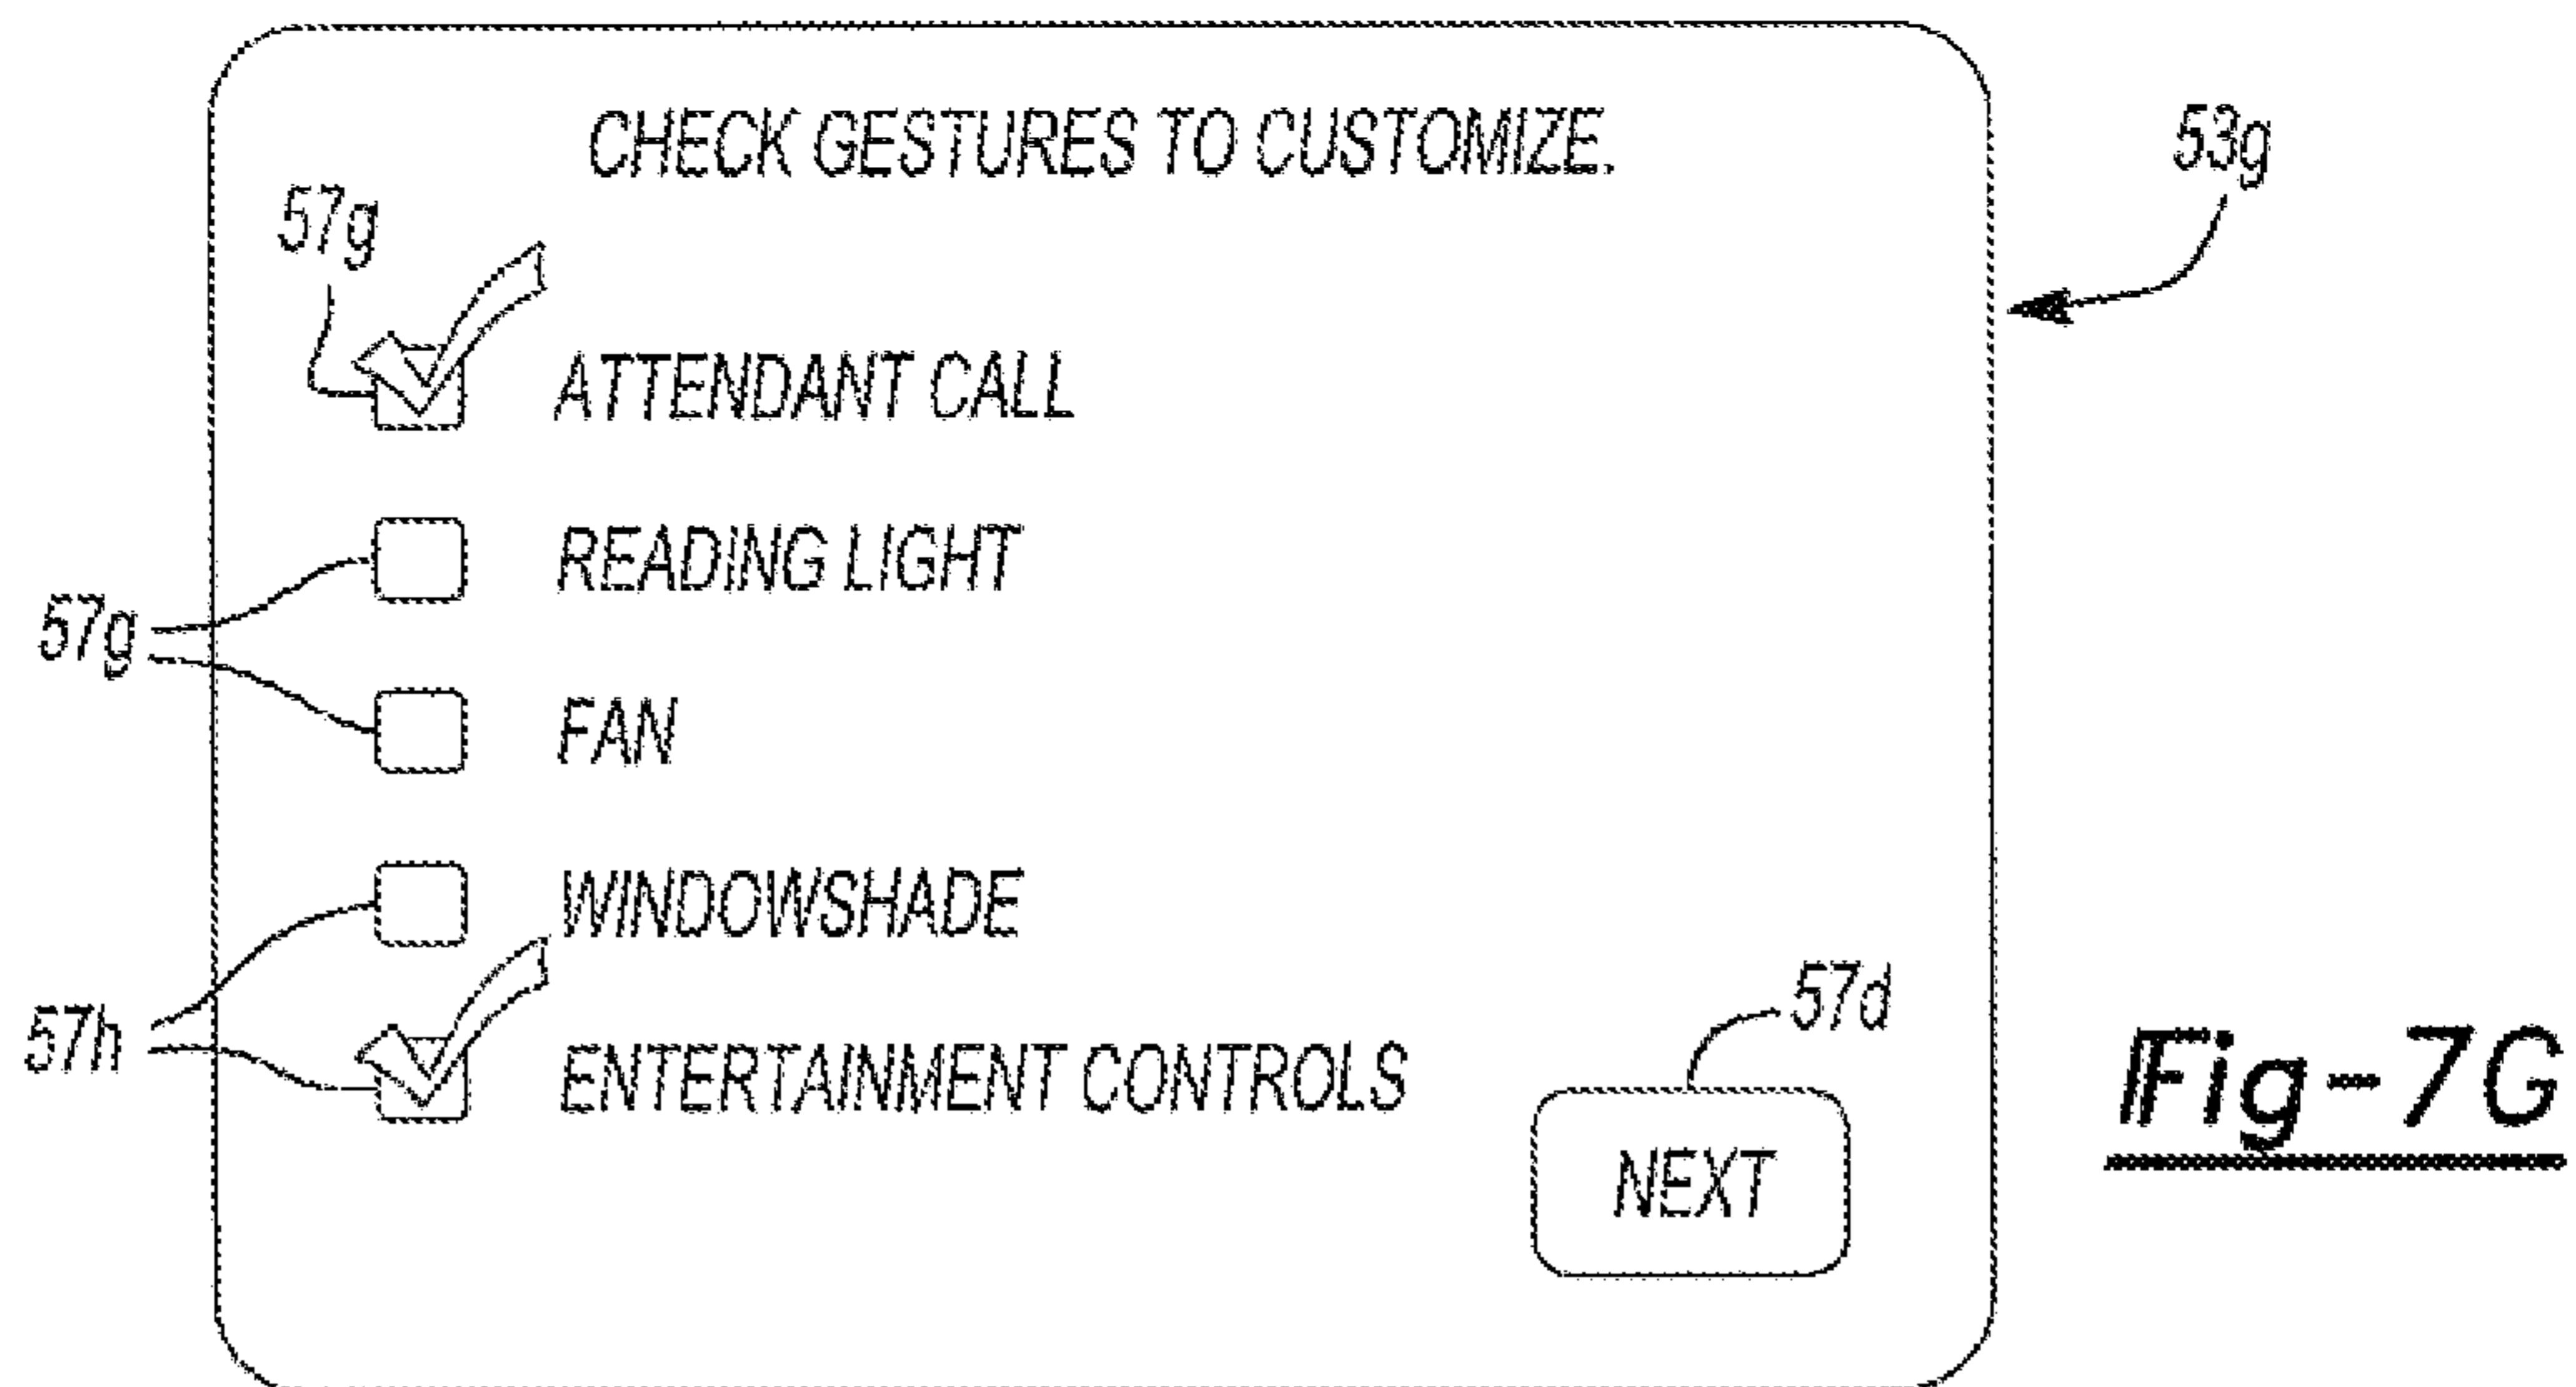 CHECK GESTURES TO CUSTOMIZE.
53g
57g
ATTENDANT CALL
READING LIGHT
57g
FAN
WINDOWSHADE
57d
57h
ENTERTAINMENT CONTROLS
NEXT
Fig-7G